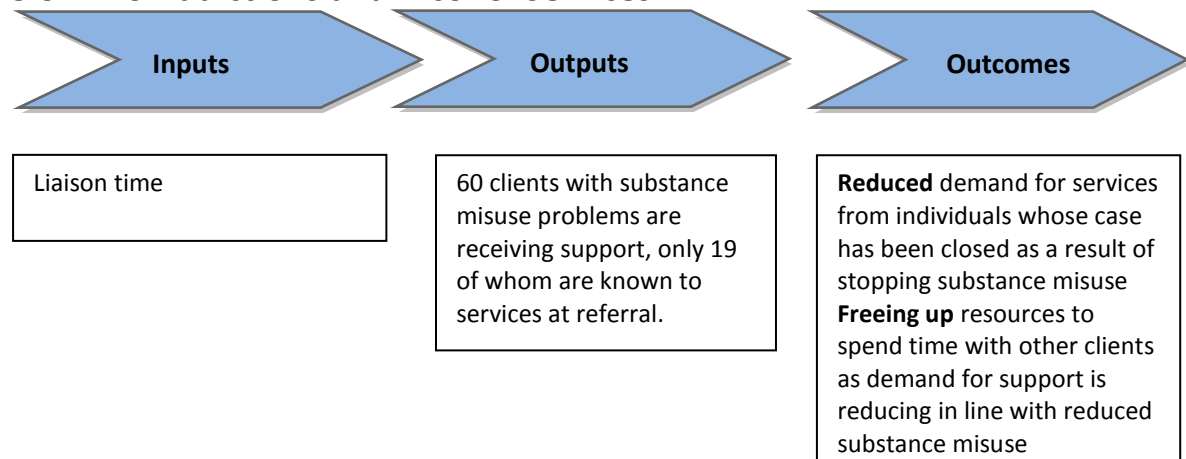 Inputs
Outputs
Outcomes
Liaison time
60 clients with substance
misuse problems are
receiving support, only 19
of whom are known to
services at referral.
Reduced demand for services
from individuals whose case
has been closed as a result of
stopping substance misuse
Freeing up resources to
spend time with other clients
as demand for support is
reducing in line with reduced
substance misuse